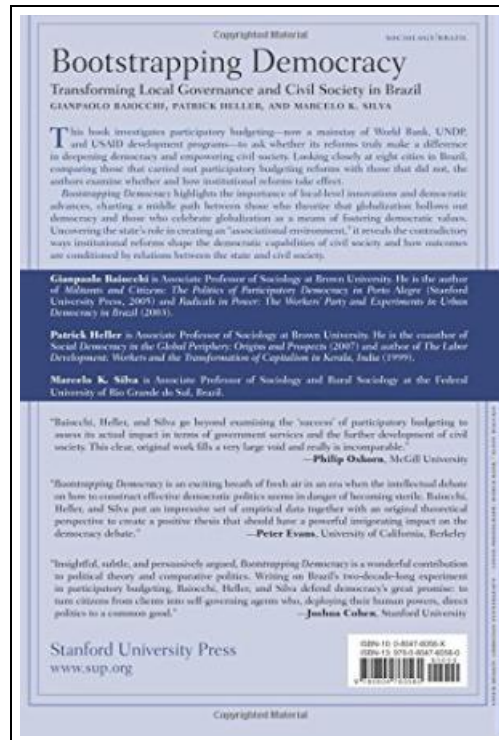 Copyrighted Material
SOCIOLOGY/BRAZIL
Bootstrapping Democracy
Transforming Local Governance and Civil Society in Brazil
GIANPAOLO BAIOCCHI, PATRICK HELLER, AND MARCELO K. SILVA
This book investigates participatory budgeting—now a mainstay of World Bank, UNDP,
and USAID development programs—to ask whether its reforms truly make a difference
in deepening democracy and empowering civil society. Looking closely at eight cities in Brazil,
comparing those that carried out participatory budgeting reforms with those that did not, the
authors examine whether and how institutional reforms take effect.
Bootstrapping Democracy highlights the importance of local-level innovations and democratic
advances, charting a middle path between those who theorize that globalization hollows out
democracy and those who celebrate globalization as a means of fostering democratic values.
Uncovering the state's role in creating an "associational environment," it reveals the contradictory
ways institutional reforms shape the democratic capabilities of civil society and how outcomes
are conditioned by relations between the state and civil society.
Gianpaolo Baiocchi is Associate Professor of Sociology at Brown University. He is the author
of Militants and Citizens: The Politics of Participatory Democracy in Porto Alegre (Stanford
University Press, 2005) and Radicals in Power: The Workers' Party and Experiments in Urban
Democracy in Brazil (2003).
Patrick Heller is Associate Professor of Sociology at Brown University. He is the coauthor of
Social Democracy in the Global Periphery: Origins and Prospects (2007) and author of The Labor
Development: Workers and the Transformation of Capitalism in Kerala, India (1999).
Marcelo K. Silva is Associate Professor of Sociology and Rural Sociology at the Federal
University of Rio Grande do Sul, Brazil.
"Baiocchi, Heller, and Silva go beyond examining the 'success' of participatory budgeting to
assess its actual impact in terms of government services and the further development of civil
society. This clear, original work fills a very large void and really is incomparable."
—Philip Oxhorn, McGill University
"Bootstrapping Democracy is an exciting breath of fresh air in an era when the intellectual debate
on how to construct effective democratic politics seems in danger of becoming sterile. Baiocchi,
Heller, and Silva put an impressive set of empirical data together with an original theoretical
perspective to create a positive thesis that should have a powerful invigorating impact on the
democracy debate."
—Peter Evans, University of California, Berkeley
"Insightful, subtle, and persuasively argued, Bootstrapping Democracy is a wonderful contribution
to political theory and comparative politics. Writing on Brazil's two-decade-long experiment
in participatory budgeting, Baiocchi, Heller, and Silva defend democracy's great promise: to
turn citizens from clients into self-governing agents who, deploying their human powers, direct
politics to a common good."
—Joshua Cohen, Stanford University
Stanford University Press
www.sup.org
ISBN-10: 0-8047-6056-X
ISBN-13: 978-0-8047-6056-0
Copyrighted Material